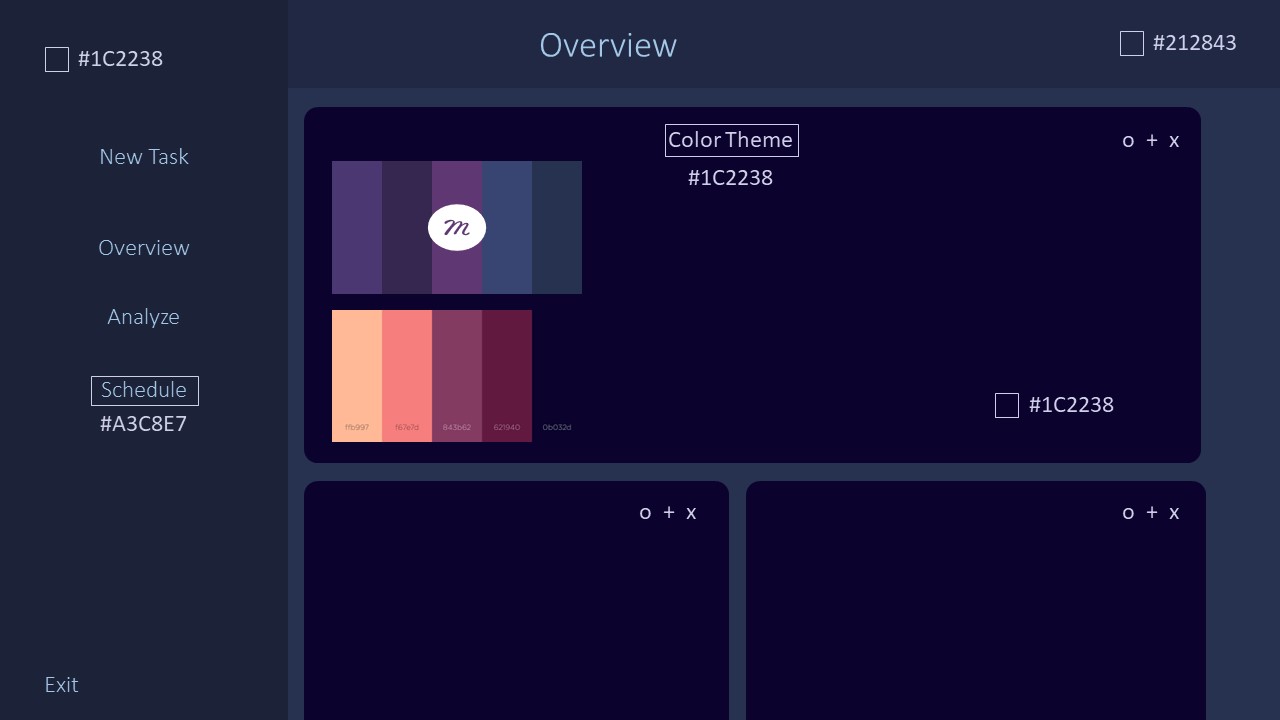 #1C2238
New Task
Overview
Analyze
Schedule
#A3C8E7
Exit
Overview
#212843
Color Theme
#1C2238
o + x
m
ffb997 f67e7d 843b62 621940 0b032d
#1C2238
o + x
o + x